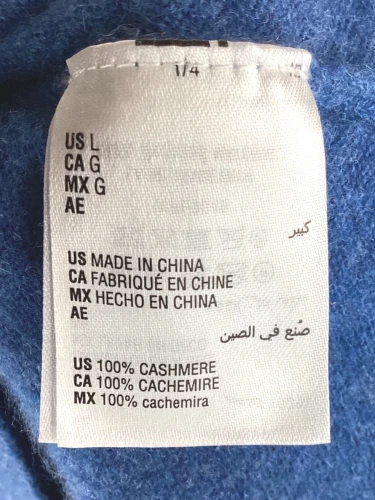 1/4
US L
CA G
MX G
AE
كبير
US MADE IN CHINA
CA FABRIQUÉ EN CHINE
MX HECHO EN CHINA
AE
صُنع في الصين
US 100% CASHMERE
CA 100% CACHEMIRE
MX 100% cachemira